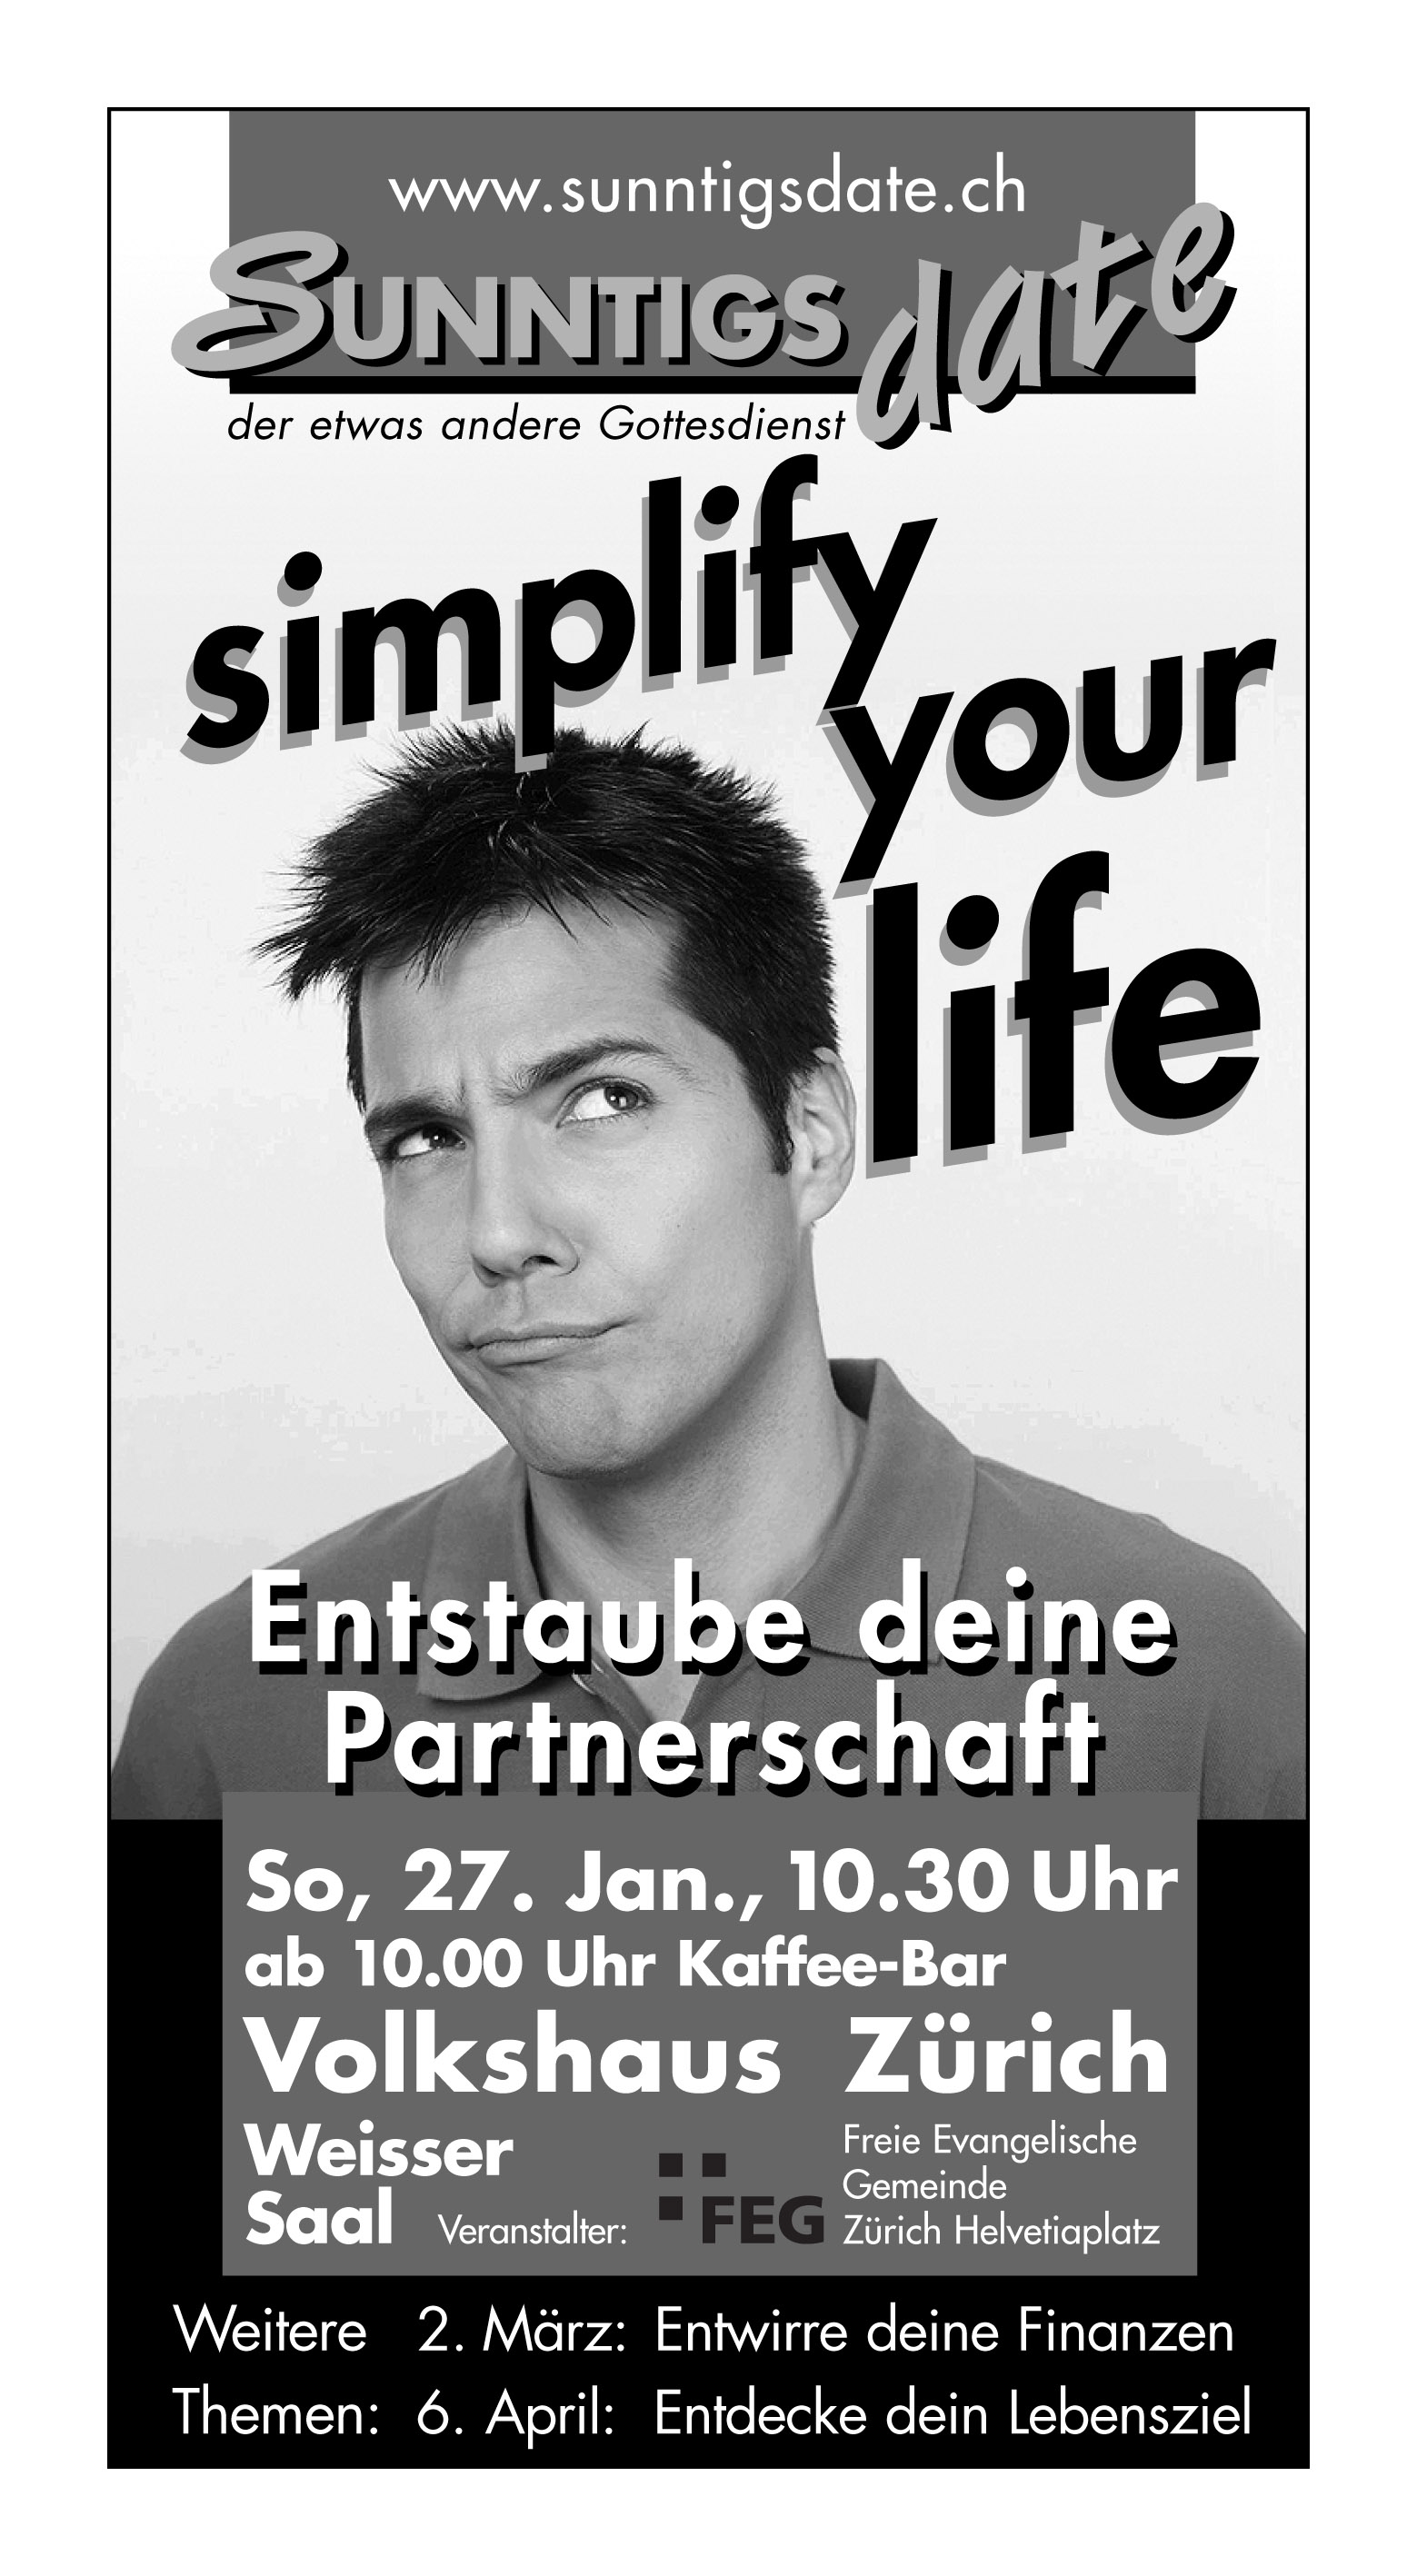 www.sunntigsdate.ch
SUNNTIGS date
der etwas andere Gottesdienst
simplify
your
life
Entstaube deine
Partnerschaft
So, 27. Jan., 10.30 Uhr
ab 10.00 Uhr Kaffee-Bar
Volkshaus Zürich
Weisser
Saal
Veranstalter:
FEG
Freie Evangelische
Gemeinde
Zürich Helvetiaplatz
Weitere 2. März: Entwirre deine Finanzen
Themen: 6. April: Entdecke dein Lebensziel